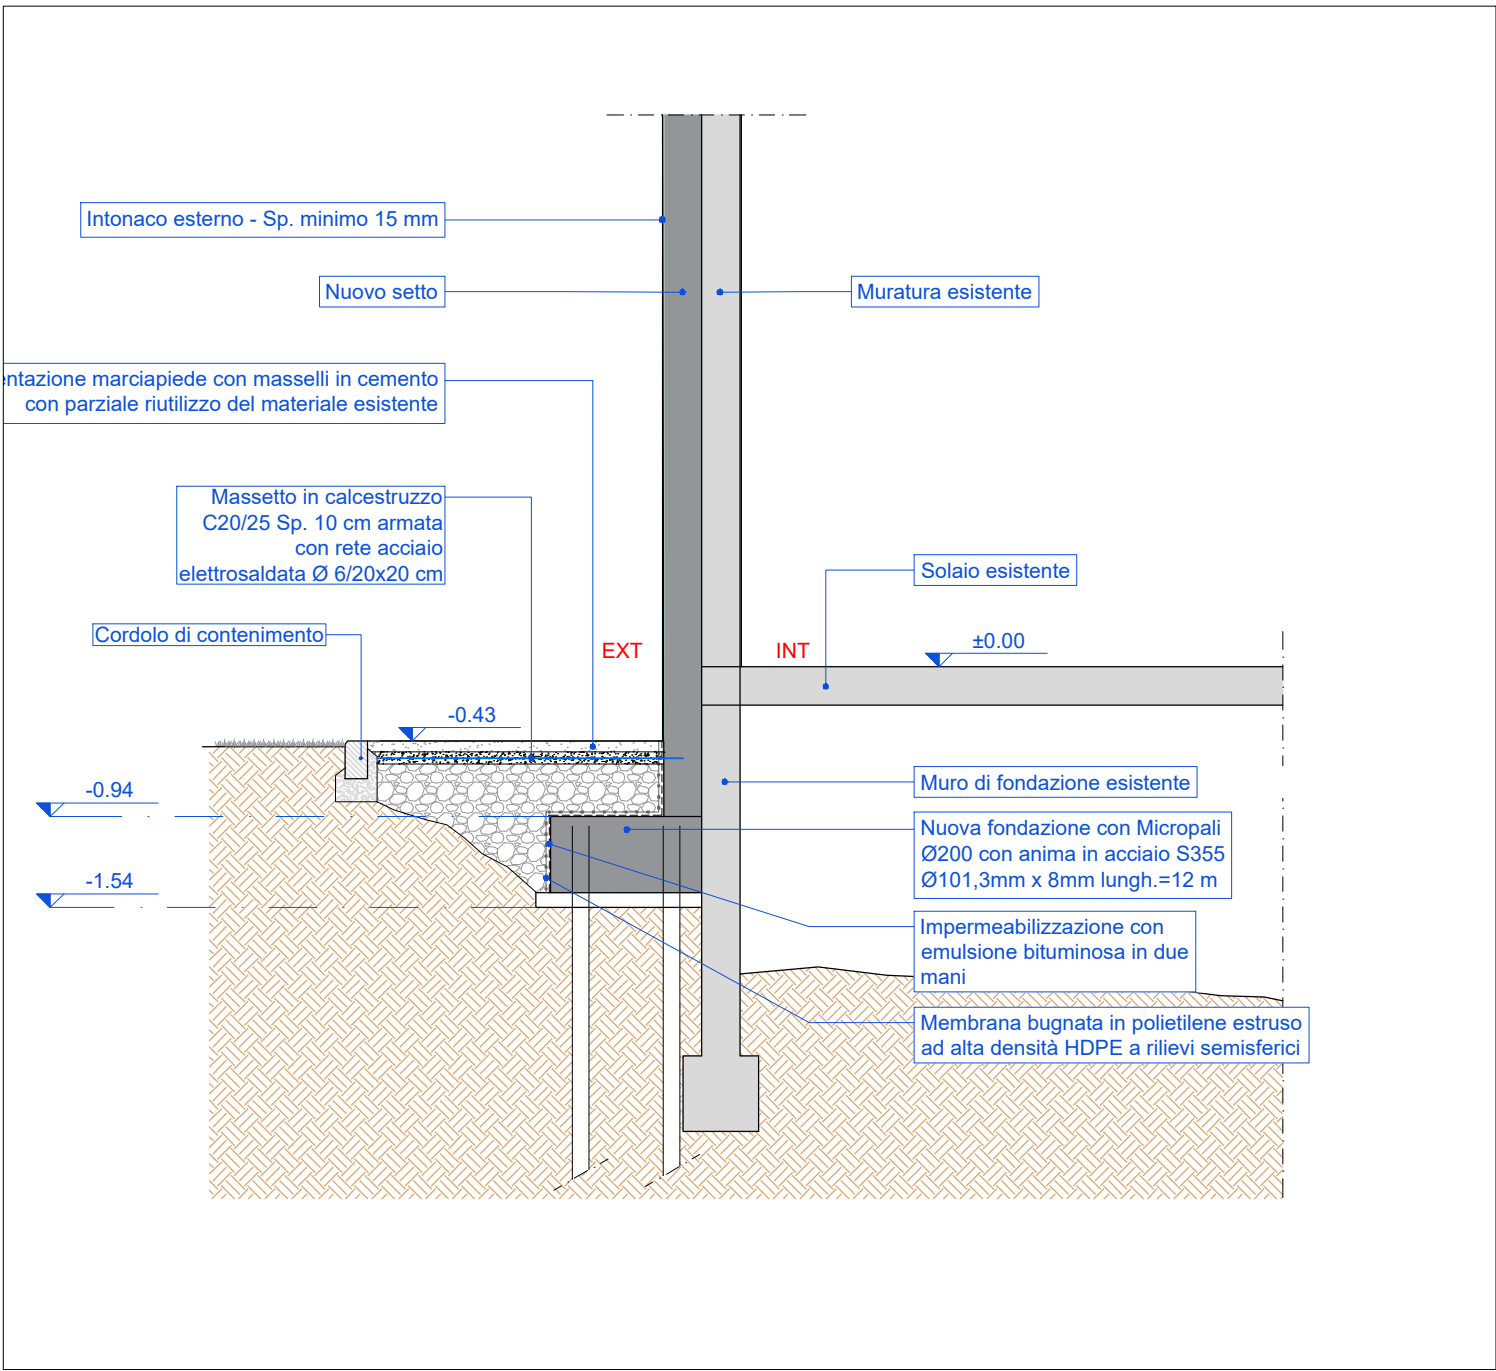 Intonaco esterno - Sp. minimo 15 mm
Nuovo setto
Muratura esistente
marciapiede con masselli in cemento
con parziale riutilizzo del materiale esistente
Massetto in calcestruzzo
C20/25 Sp. 10 cm armata
con rete acciaio
elettrosaldata Ø 6/20x20 cm
Solaio esistente
Cordolo di contenimento
EXT
INT
±0.00
-0.43
-0.94
Muro di fondazione esistente
Nuova fondazione con Micropali
Ø200 con anima in acciaio S355
Ø101,3mm x 8mm lungh.=12 m
-1.54
Impermeabilizzazione con
emulsione bituminosa in due
mani
Membrana bugnata in polietilene estruso
ad alta densità HDPE a rilievi semisferici